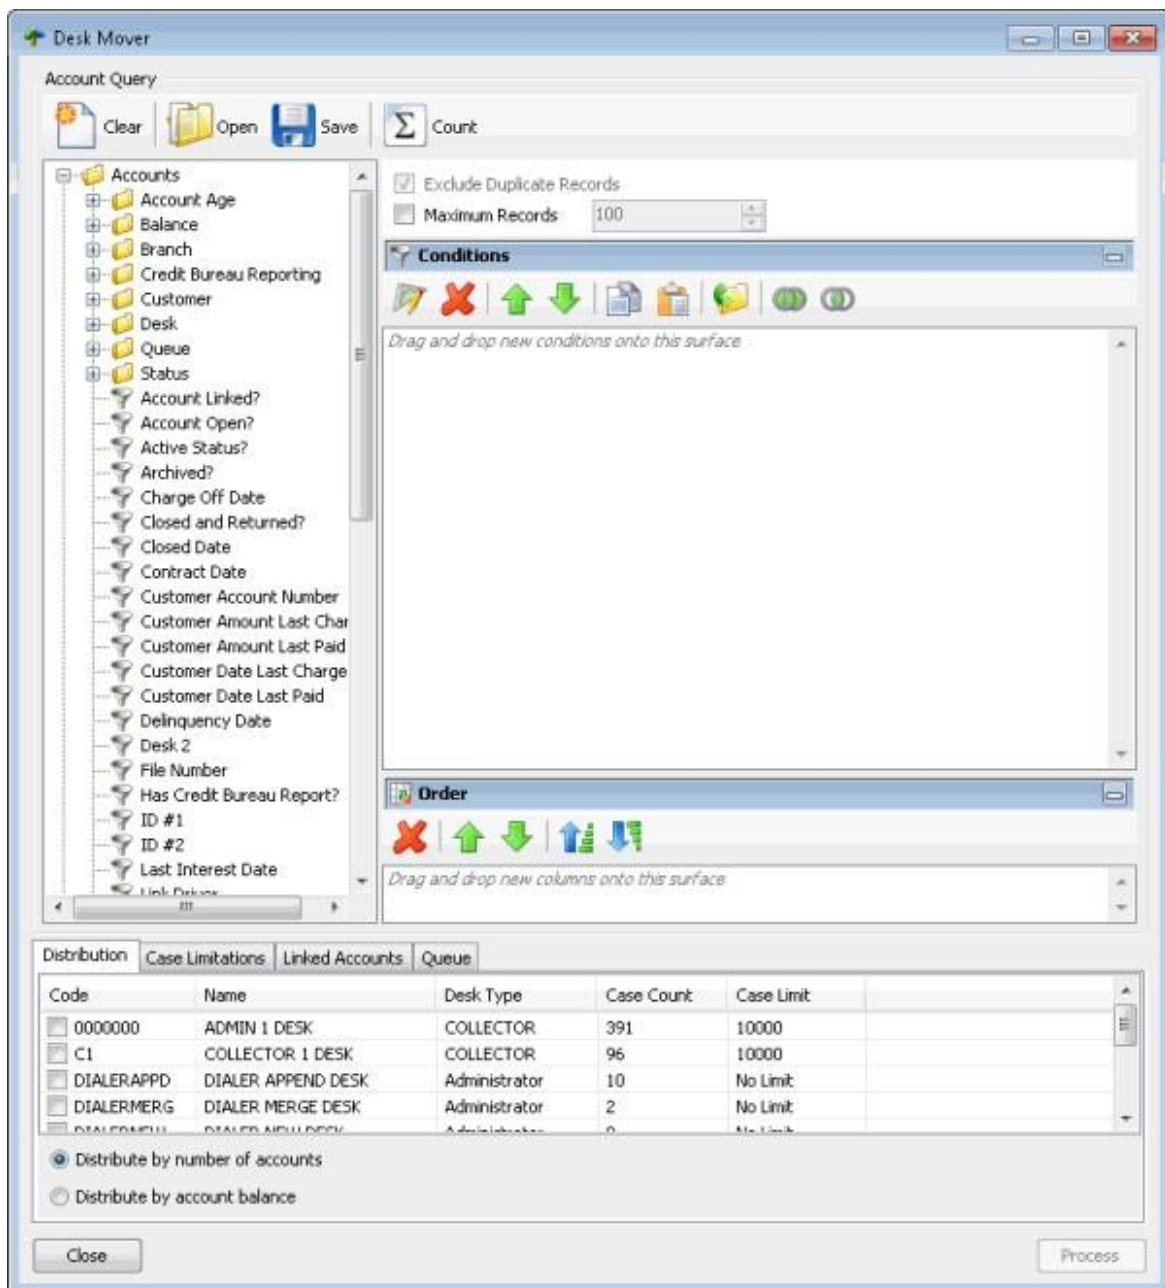 Desk Mover
Account Query
Clear Open Save Count
Accounts
Account Age
Balance
Branch
Credit Bureau Reporting
Customer
Desk
Queue
Status
Account Linked?
Account Open?
Active Status?
Archived?
Charge Off Date
Closed and Returned?
Closed Date
Contract Date
Customer Account Number
Customer Amount Last Char
Customer Amount Last Paid
Customer Date Last Charge
Customer Date Last Paid
Delinquency Date
Desk 2
File Number
Has Credit Bureau Report?
ID #1
ID #2
Last Interest Date
Exclude Duplicate Records
Maximum Records 100
Conditions
Drag and drop new conditions onto this surface
Order
Drag and drop new columns onto this surface
Distribution Case Limitations Linked Accounts Queue
Code Name Desk Type Case Count Case Limit
0000000 ADMIN 1 DESK COLLECTOR 391 10000
C1 COLLECTOR 1 DESK COLLECTOR 96 10000
DIALERAPPD DIALER APPEND DESK Administrator 10 No Limit
DIALERMERG DIALER MERGE DESK Administrator 2 No Limit
Distribute by number of accounts
Distribute by account balance
Close Process